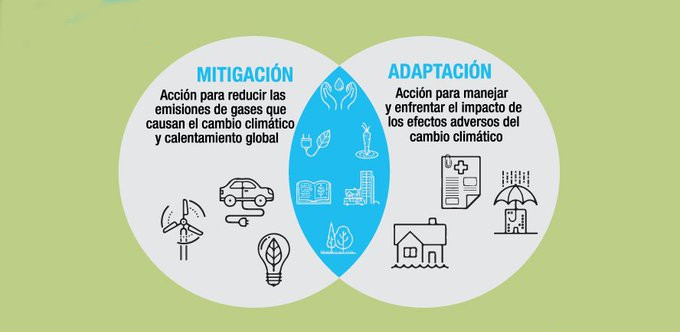 MITIGACIÓN
Acción para reducir las
emisiones de gases que
causan el cambio climático
y calentamiento global
ADAPTACIÓN
Acción para manejar
y enfrentar el impacto de
los efectos adversos del
cambio climático